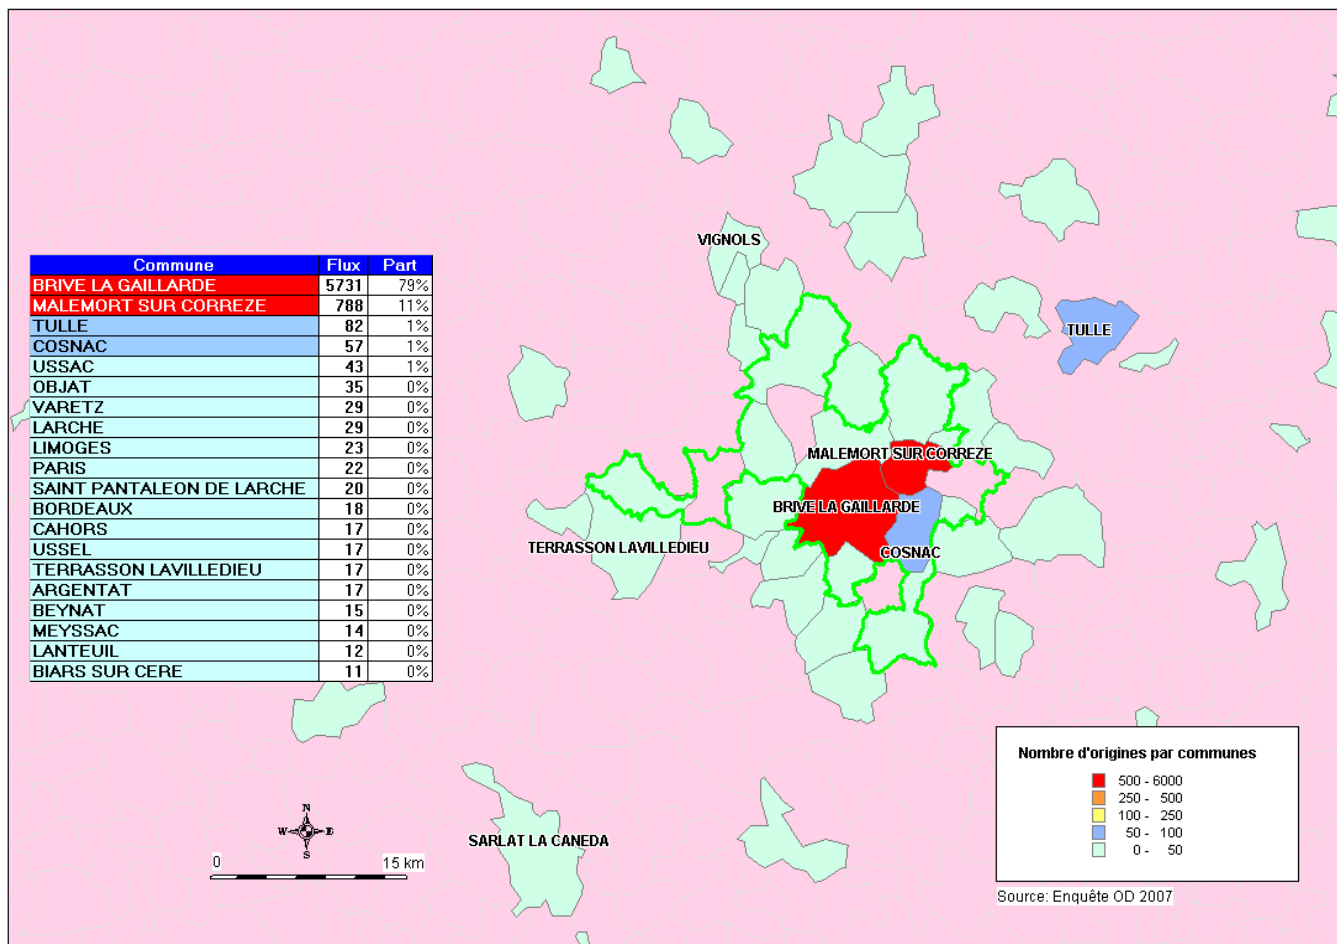 VIGNOLS
Commune Flux Part
BRIVE LA GAILLARDE 5731 79%
MALEMORT SUR CORREZE 788 11%
TULLE 82 1%
COSNAC 57 1%
USSAC 43 1%
OBJAT 35 0%
VARETZ 29 0%
LARCHE 29 0%
LIMOGES 23 0%
PARIS 22 0%
SAINT PANTALEON DE LARCHE 20 0%
BORDEAUX 18 0%
CAHORS 17 0%
USSEL 17 0%
TERRASSON LAVILLEDIEU 17 0%
ARGENTAT 17 0%
BEYNAT 15 0%
MEYSSAC 14 0%
LANTEUIL 12 0%
BIARS SUR CERE 11 0%
TULLE
MALEMORT SUR CORREZE
BRIVE LA GAILLARDE
TERRASSON LAVILLEDIEU
COSNAC
SARLAT LA CANEDA
N
W E
S
0 15 km
Nombre d'origines par communes
500 - 6000
250 - 500
100 - 250
50 - 100
0 - 50
Source: Enquête OD 2007